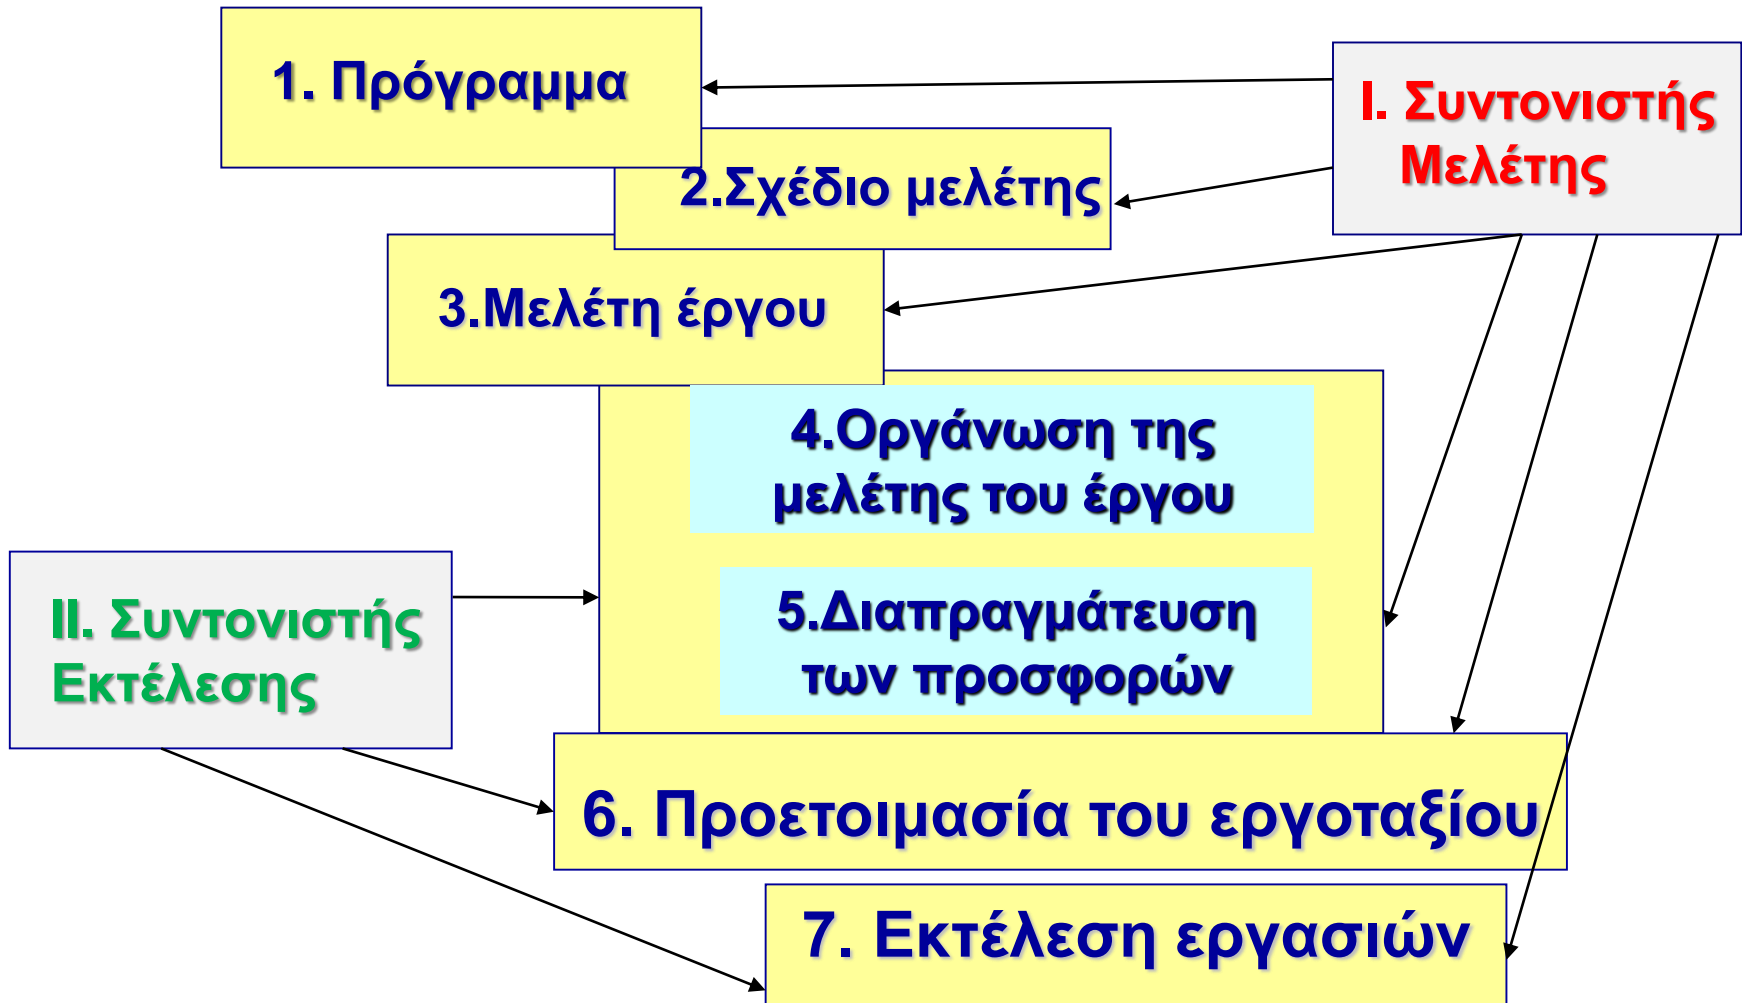 1. Πρόγραμμα
I. Συντονιστής
Μελέτης
2.Σχέδιο μελέτης
3.Μελέτη έργου
4.Οργάνωση της
μελέτης του έργου
II. Συντονιστής
Εκτέλεσης
5.Διαπραγμάτευση
των προσφορών
6. Προετοιμασία του εργοταξίου
7. Εκτέλεση εργασιών